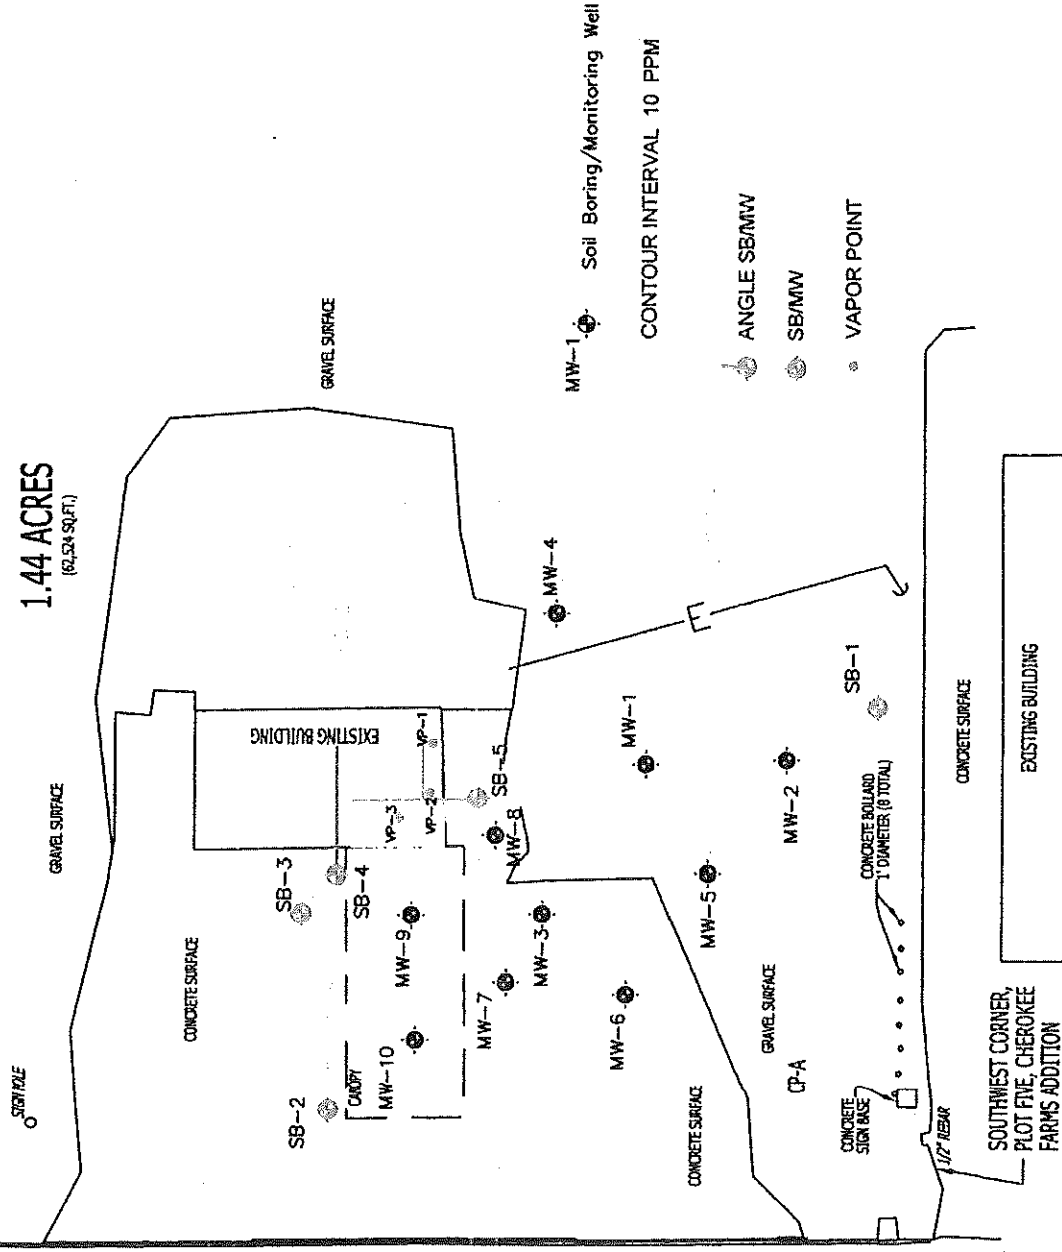 SIGN POLE
1.44 ACRES
(62,524 SQ.FT.)
GRAVEL SURFACE
GRAVEL SURFACE
CONCRETE SURFACE
SB-2
SB-3
SB-4
CANOPY
MW-10
MW-9
EXISTING BUILDING
VP-1
VP-2
VP-3
SB-5
MW-8
MW-7
MW-3
MW-4
MW-6
MW-1
MW-5
MW-2
SB-1
E
CONCRETE SURFACE
GRAVEL SURFACE
CP-A
CONCRETE BOLLARD
1' DIAMETER (8 TOTAL)
CONCRETE
SIGN BASE
1/2" REBAR
CONCRETE SURFACE
EXISTING BUILDING
SOUTHWEST CORNER,
PLOT FIVE, CHEROKEE
FARMS ADDITION
MW-1
Soil Boring/Monitoring Well
CONTOUR INTERVAL 10 PPM
ANGLE SB/MW
SB/MW
VAPOR POINT